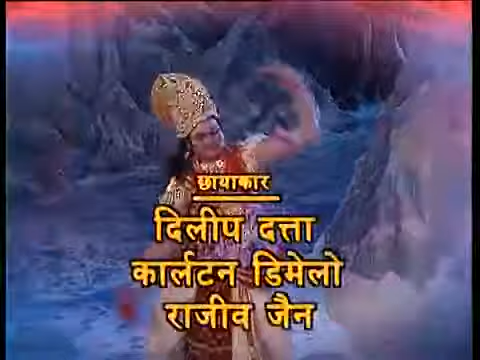 छायाकार
दिलीप दत्ता
कार्लटन डिमेलो
राजीव जैन